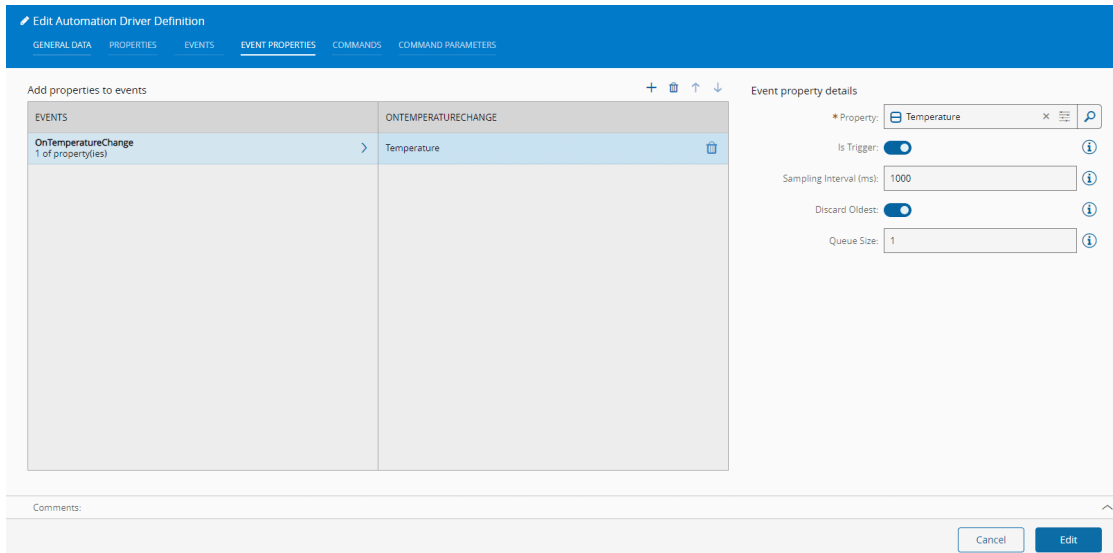 Edit Automation Driver Definition
GENERAL DATA PROPERTIES EVENTS EVENT PROPERTIES COMMANDS COMMAND PARAMETERS
Add properties to events
EVENTS
OnTemperatureChange
1 of property(ies)
ONTEMPERATURECHANGE
Temperature
Event property details
* Property: Temperature
Is Trigger:
Sampling Interval (ms): 1000
Discard Oldest:
Queue Size: 1
Comments:
Cancel Edit